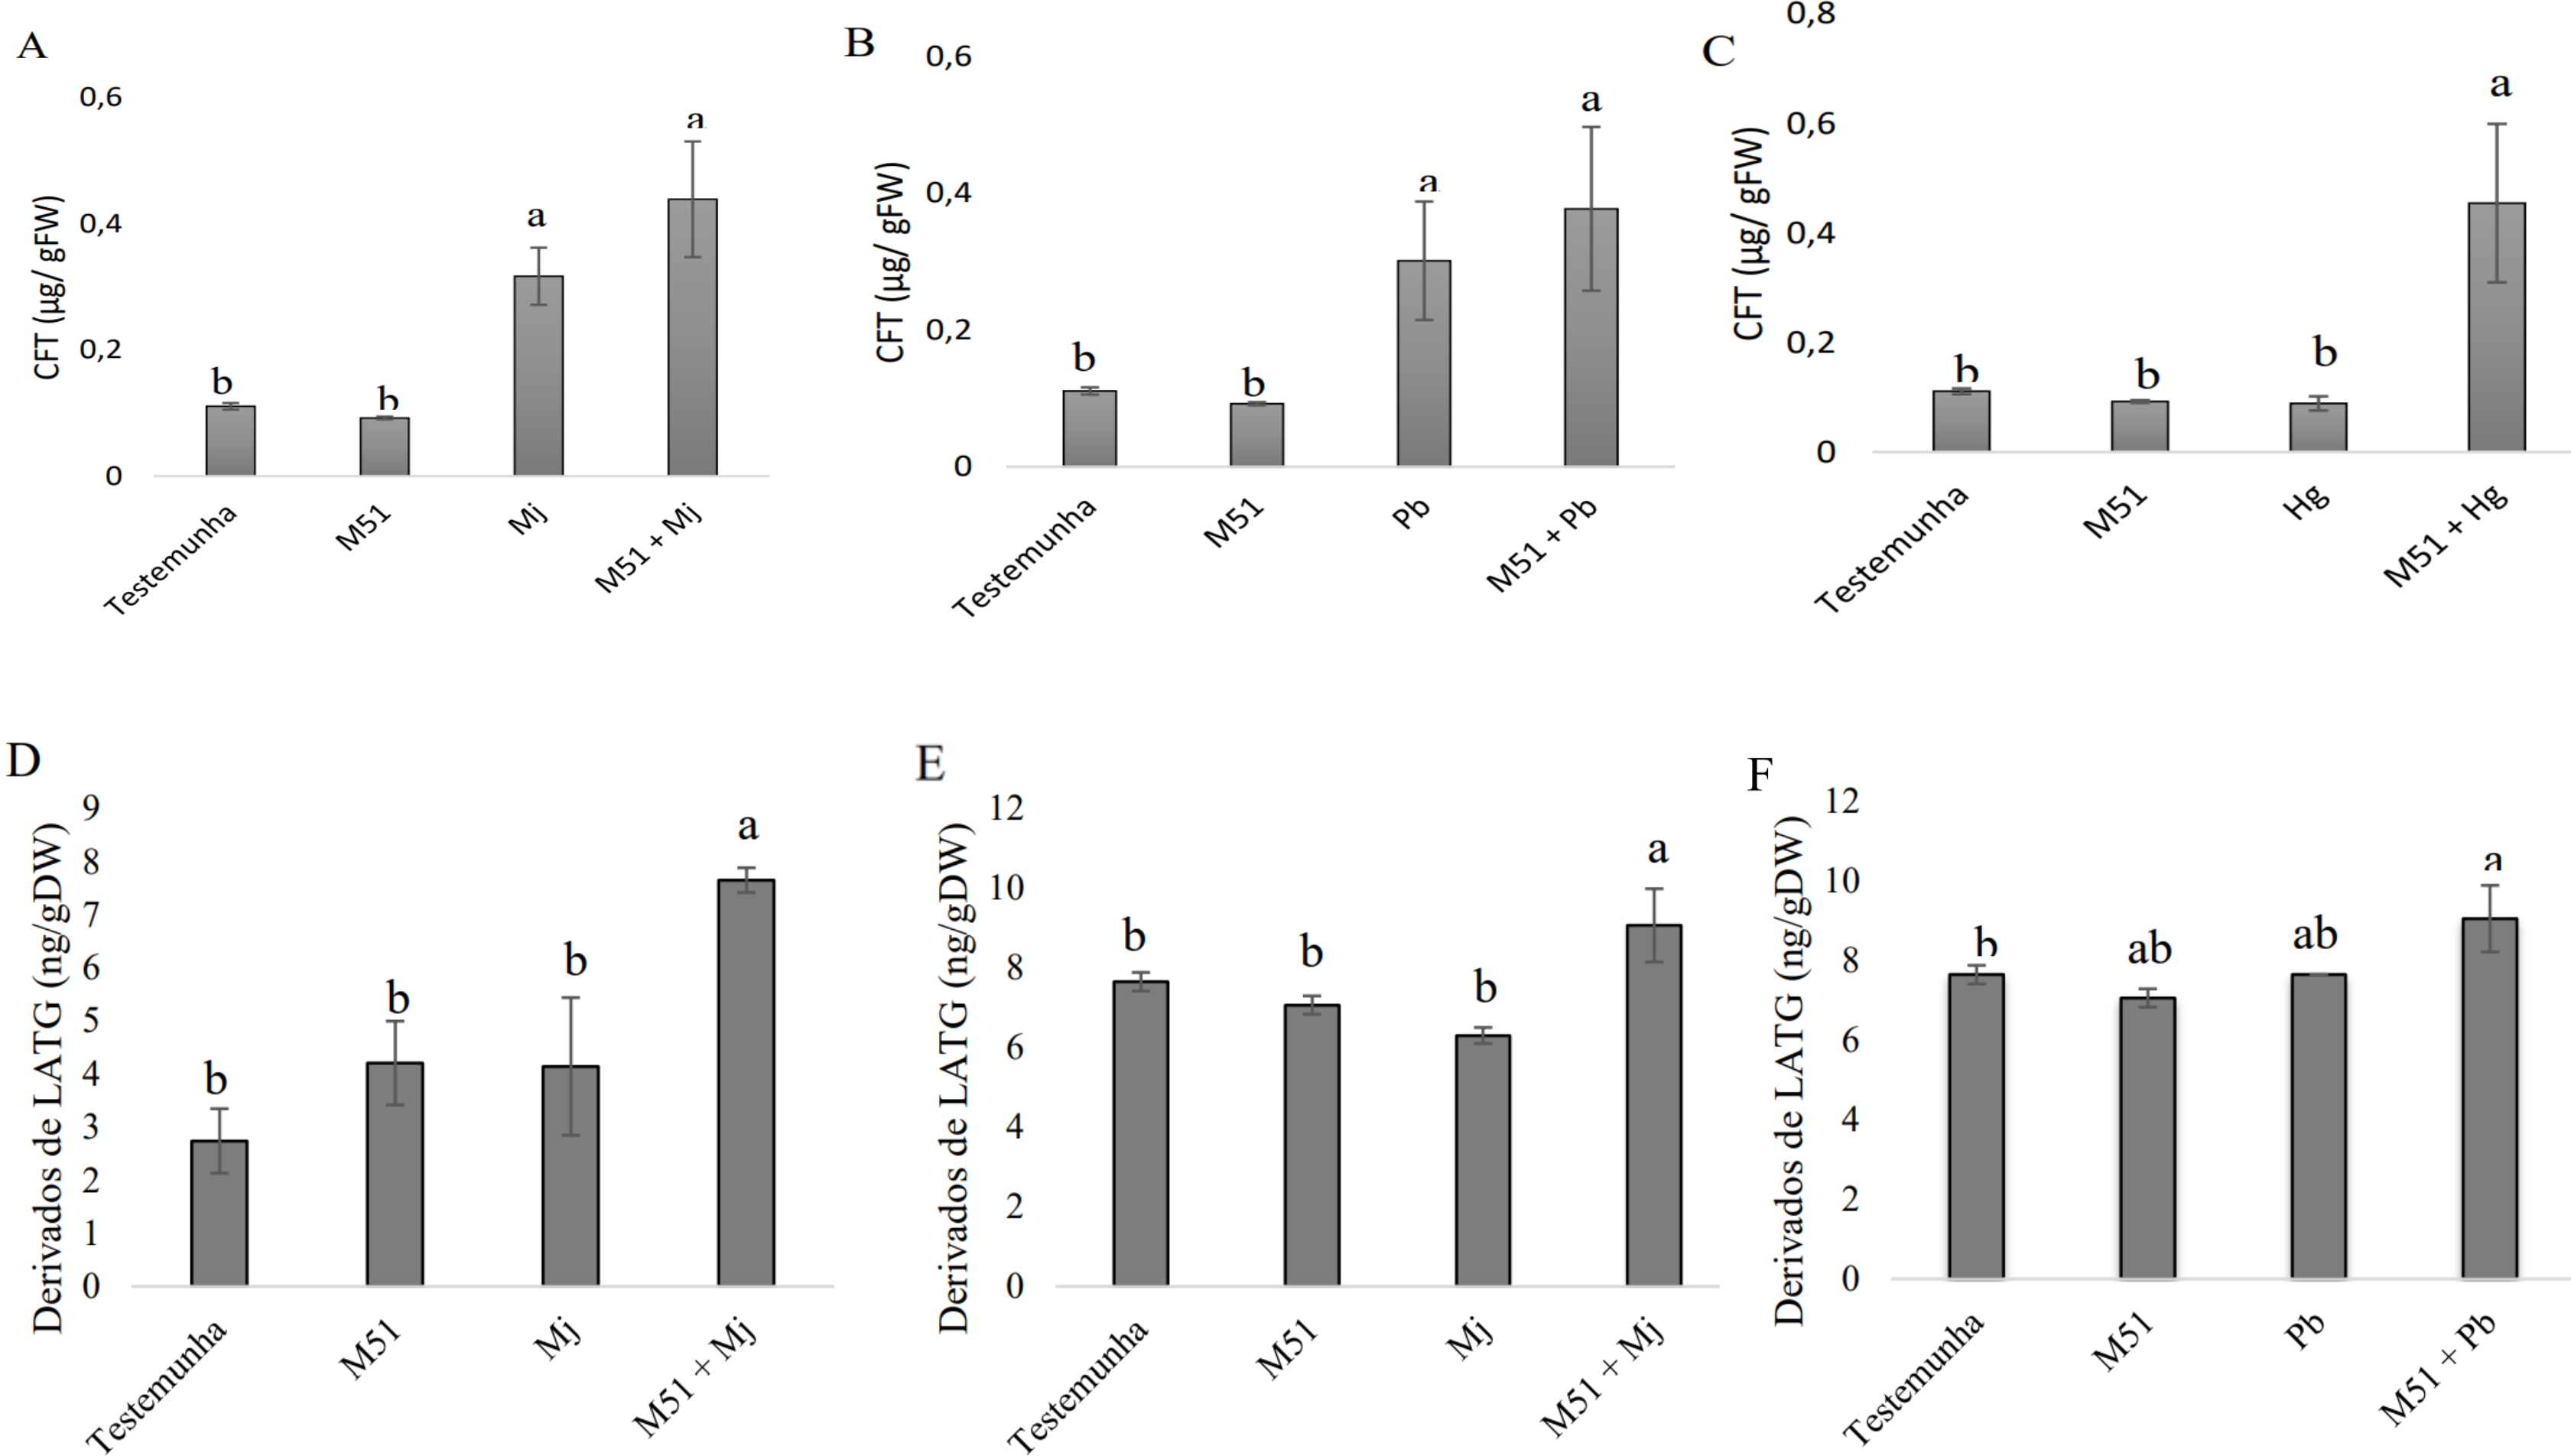 A
CFT (µg/ gFW)
0,6
0,4
0,2
0
b
b
a
a
Testemunha
M51
Mj
M51 + Mj
B
CFT (µg/ gFW)
0,6
0,4
0,2
0
b
b
a
a
Testemunha
M51
Pb
M51 + Pb
C
CFT (µg/ gFW)
0,8
0,6
0,4
0,2
0
b
b
b
a
Testemunha
M51
Hg
M51 + Hg
D
Derivados de LATG (ng/gDW)
9
8
7
6
5
4
3
2
1
0
b
b
b
a
Testemunha
M51
Mj
M51 + Mj
E
Derivados de LATG (ng/gDW)
12
10
8
6
4
2
0
b
b
b
a
Testemunha
M51
Mj
M51 + Mj
F
Derivados de LATG (ng/gDW)
12
10
8
6
4
2
0
b
ab
ab
a
Testemunha
M51
Pb
M51 + Pb